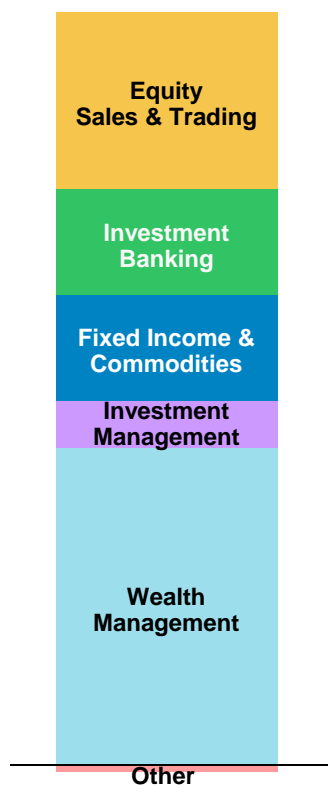 Equity
Sales & Trading
Investment
Banking
Fixed Income &
Commodities
Investment
Management
Wealth
Management
Other